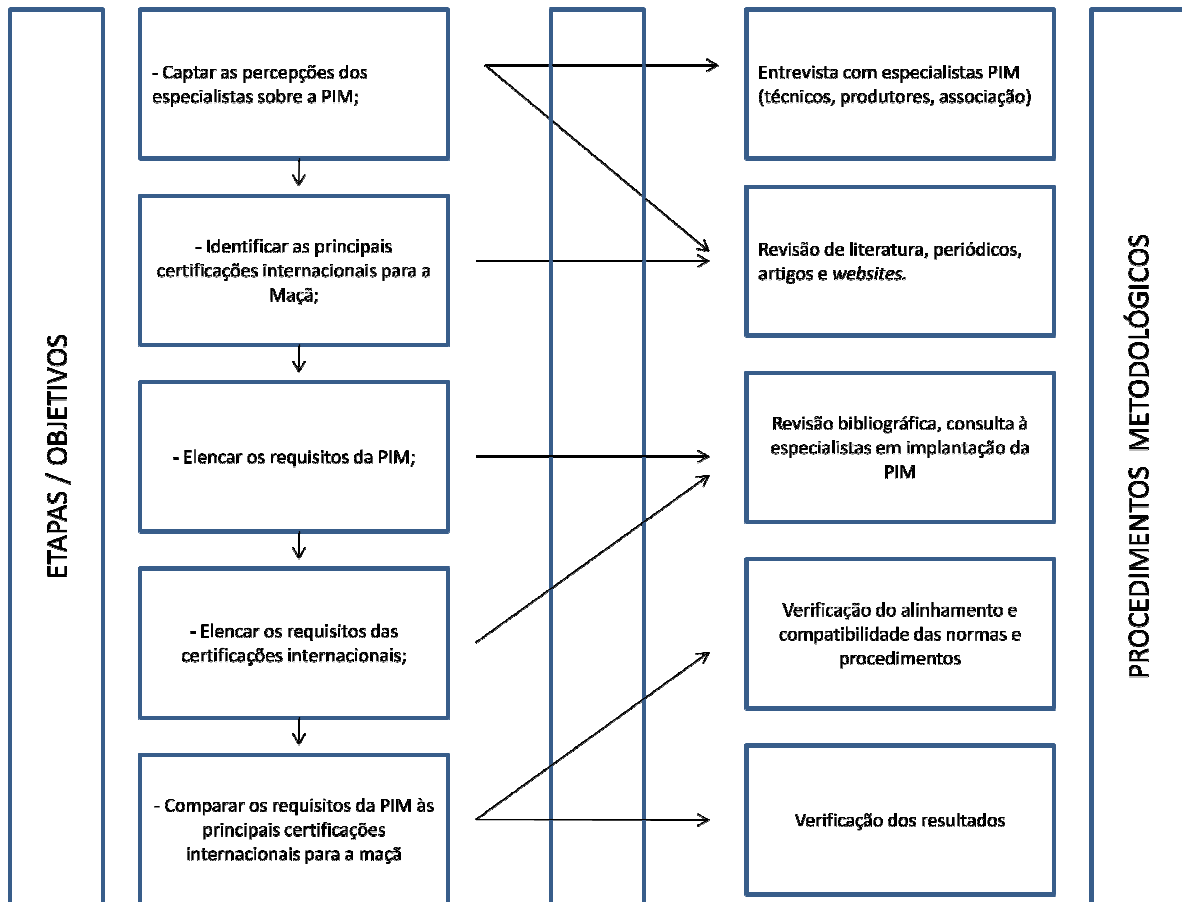 ETAPAS / OBJETIVOS
- Captar as percepções dos
especialistas sobre a PIM;
- Identificar as principais
certificações internacionais para a
Maçã;
- Elencar os requisitos da PIM;
- Elencar os requisitos das
certificações internacionais;
- Comparar os requisitos da PIM às
principais certificações
internacionais para a maçã
Entrevista com especialistas PIM
(técnicos, produtores, associação)
Revisão de literatura, periódicos,
artigos e websites.
Revisão bibliográfica, consulta à
especialistas em implantação da
PIM
Verificação do alinhamento e
compatibilidade das normas e
procedimentos
Verificação dos resultados
PROCEDIMENTOS METODOLÓGICOS